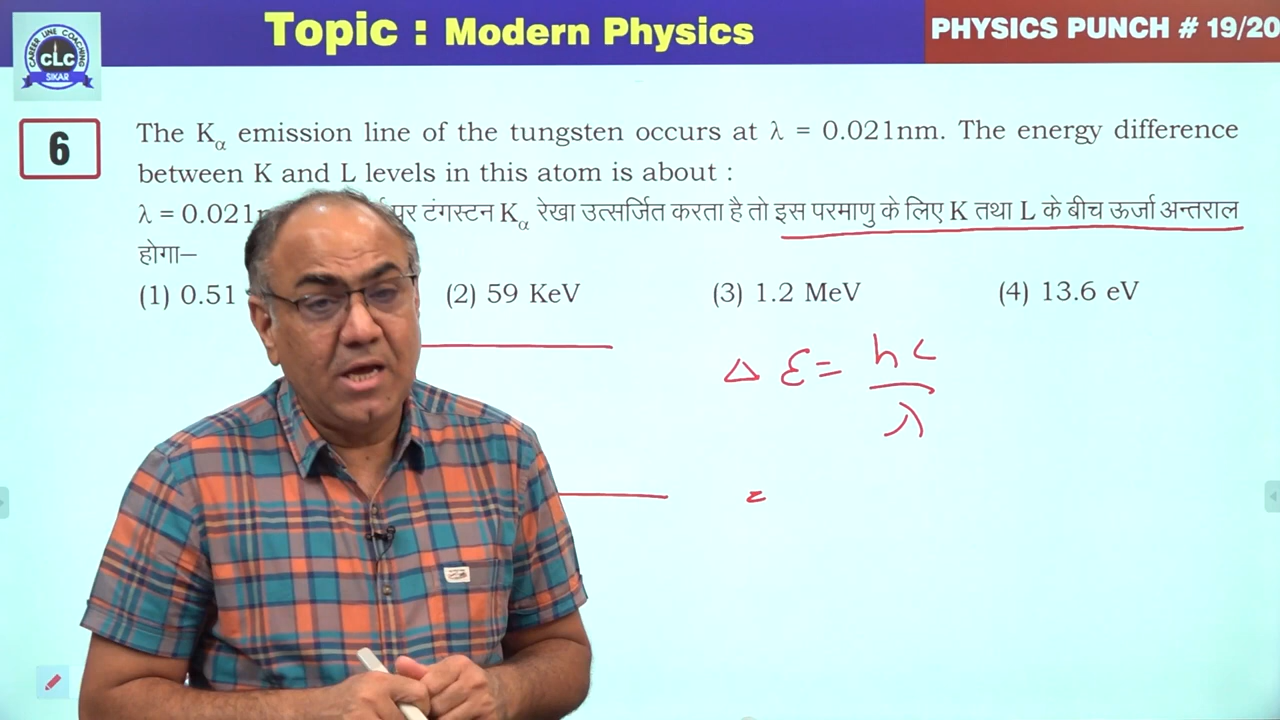 Topic : Modern Physics
PHYSICS PUNCH # 19/20
CAREER LINE COACHING
CLC
SIKAR
6
The Kα emission line of the tungsten occurs at λ = 0.021nm. The energy difference
between K and L levels in this atom is about :
λ = 0.021 पर टंगस्टन Kα रेखा उत्सर्जित करता है तो इस परमाणु के लिए K तथा L के बीच ऊर्जा अन्तराल
होगा–
(1) 0.51 (2) 59 KeV (3) 1.2 MeV (4) 13.6 eV
Δ ε = hc
λ
=